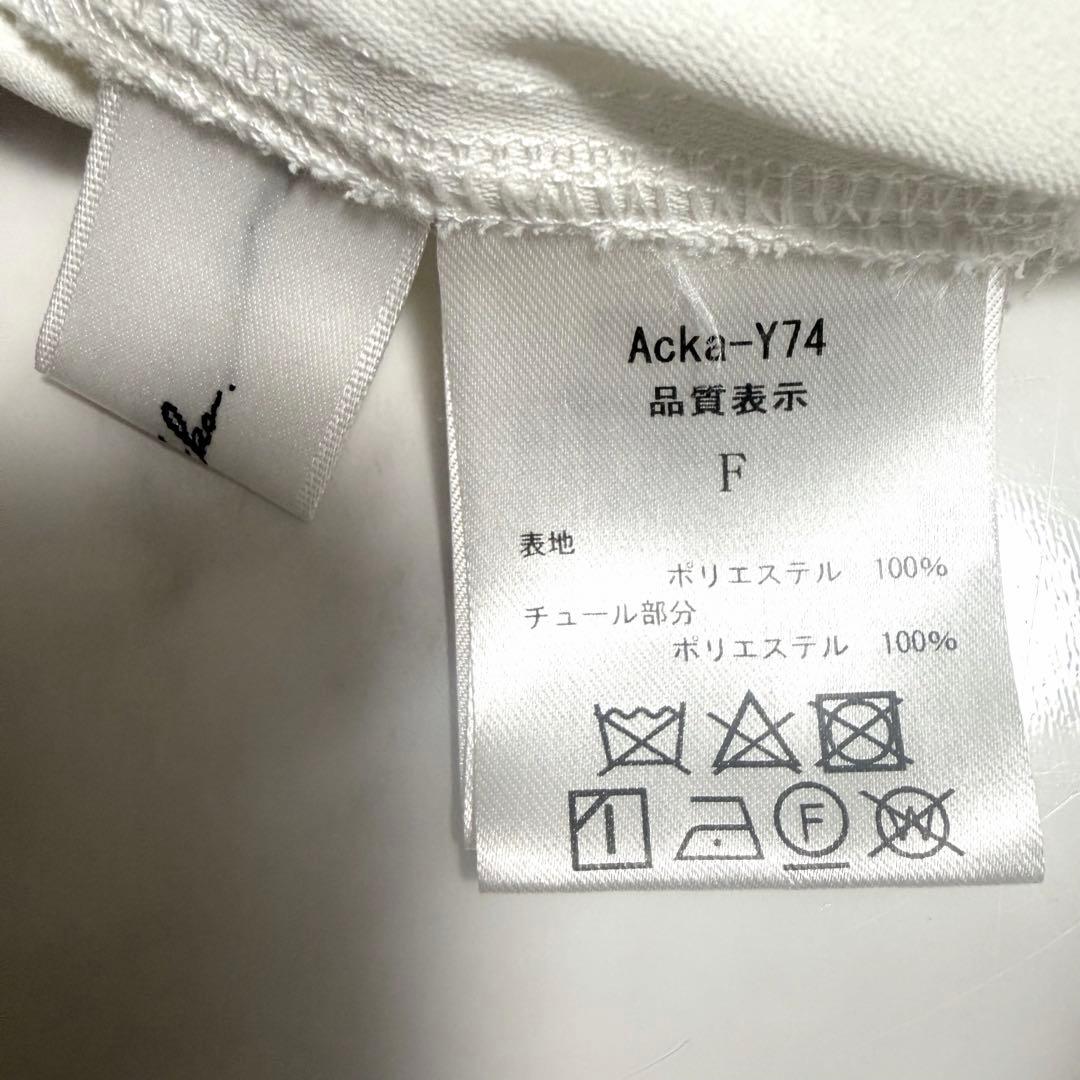 Acka-Y74
品質表示
F
表地
ポリエステル 100%
チュール部分
ポリエステル 100%
F
W